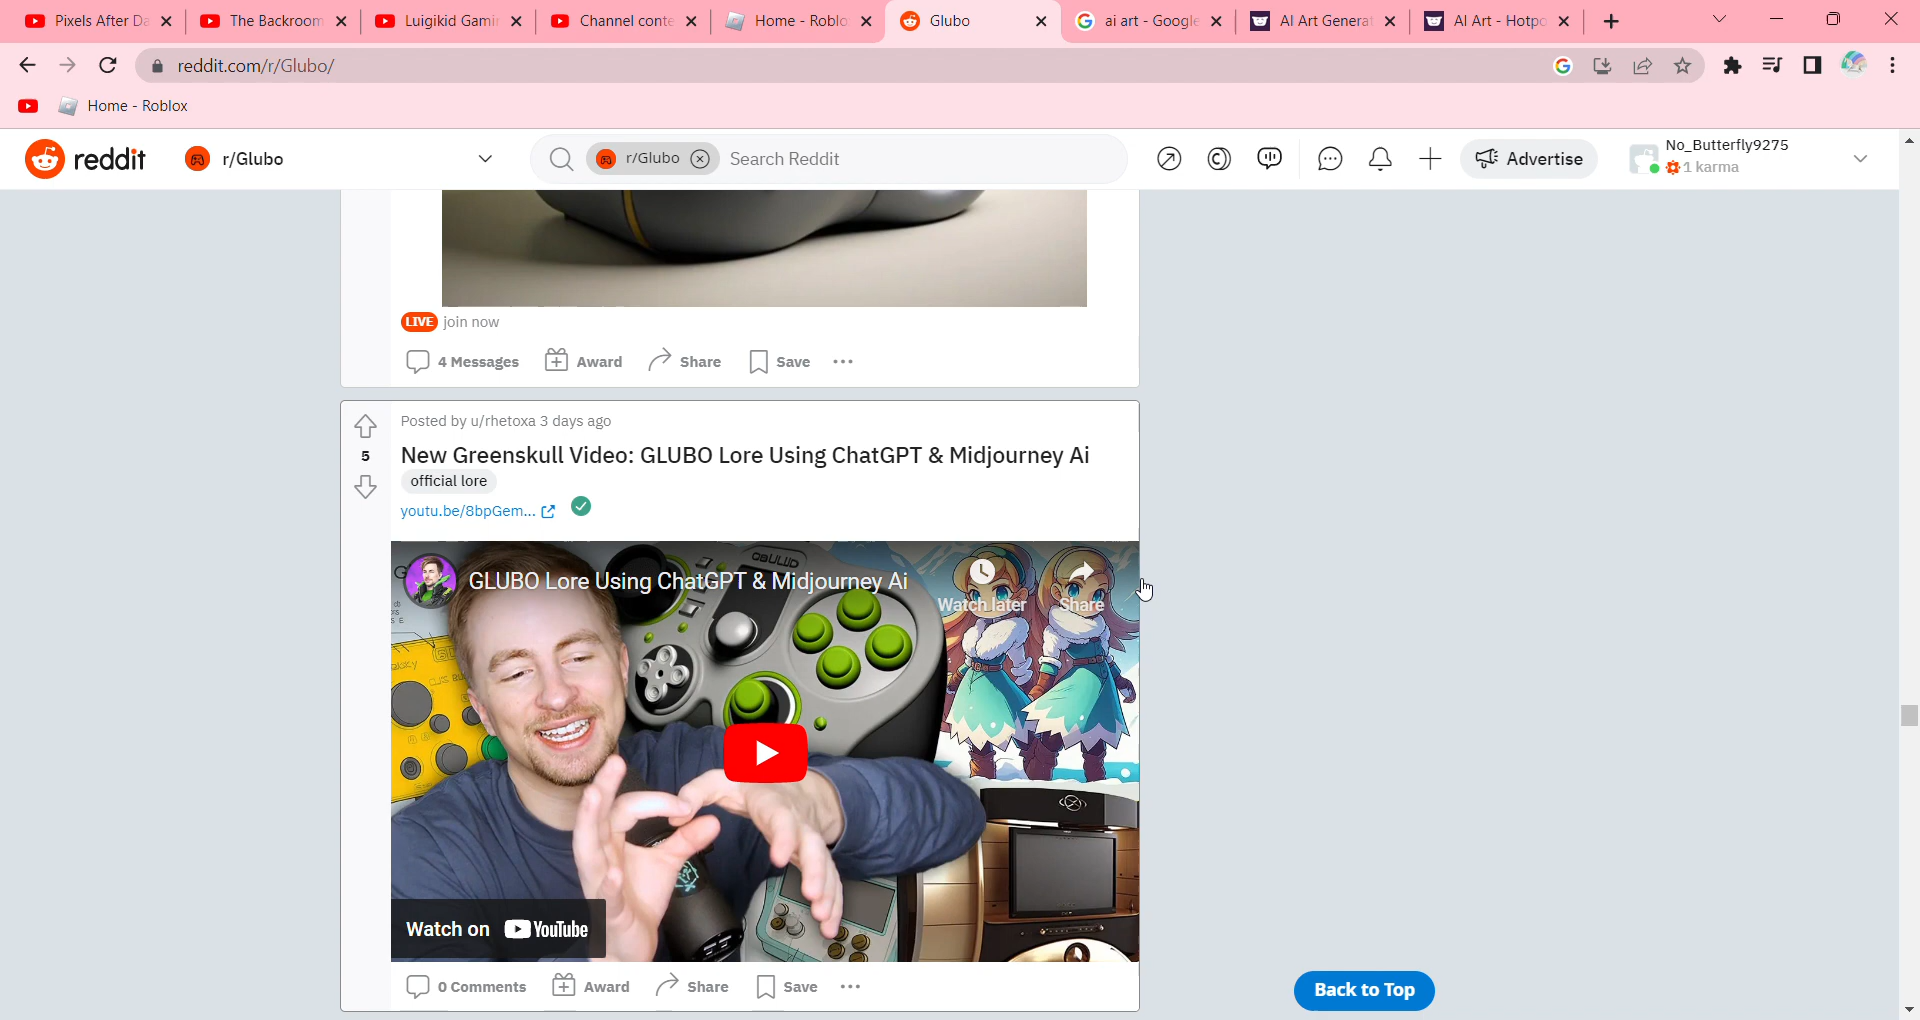 Pixels After Da
The Backroom
Luigikid Gamin
Channel conte
Home - Roblo
Glubo
ai art - Google
AI Art Generat
AI Art - Hotpo
reddit.com/r/Glubo/
Home - Roblox
reddit
r/Glubo
r/Glubo
Search Reddit
Advertise
No_Butterfly9275
1 karma
LIVE join now
4 Messages
Award
Share
Save
Posted by u/rhetoxa 3 days ago
5
New Greenskull Video: GLUBO Lore Using ChatGPT & Midjourney Ai
official lore
youtu.be/8bpGem...
GLUBO Lore Using ChatGPT & Midjourney Ai
Watch later
Share
Watch on YouTube
0 Comments
Award
Share
Save
Back to Top